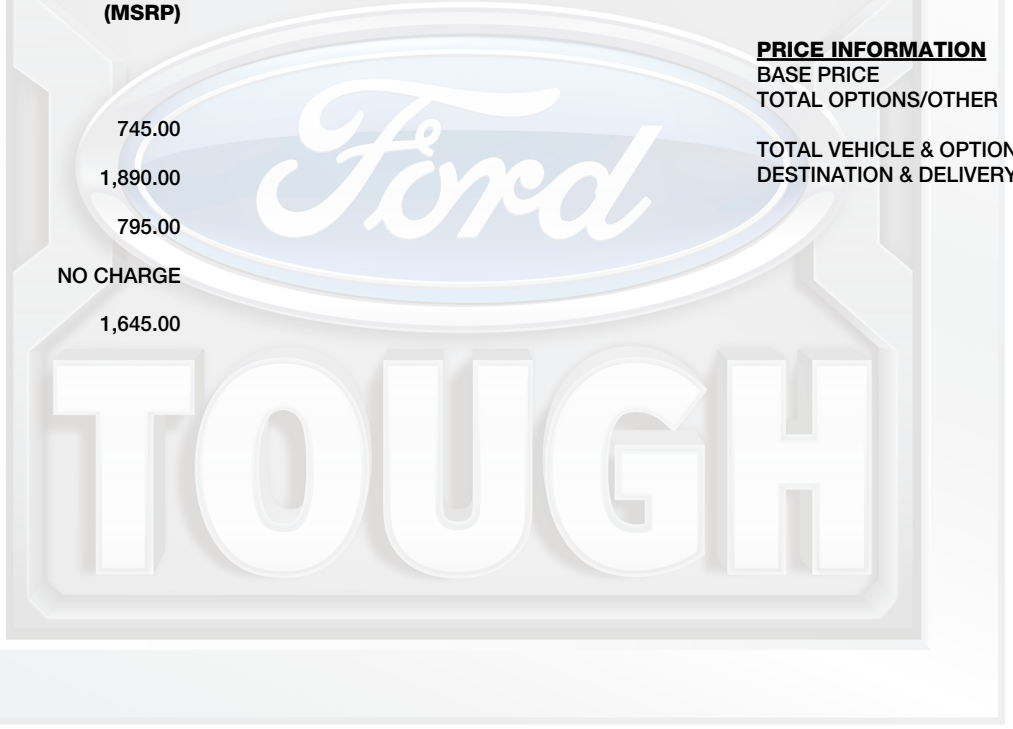 (MSRP)
745.00
1,890.00
795.00
NO CHARGE
1,645.00
PRICE INFORMATION
BASE PRICE
TOTAL OPTIONS/OTHER
TOTAL VEHICLE & OPTION
DESTINATION & DELIVERY
Ford
TOUGH